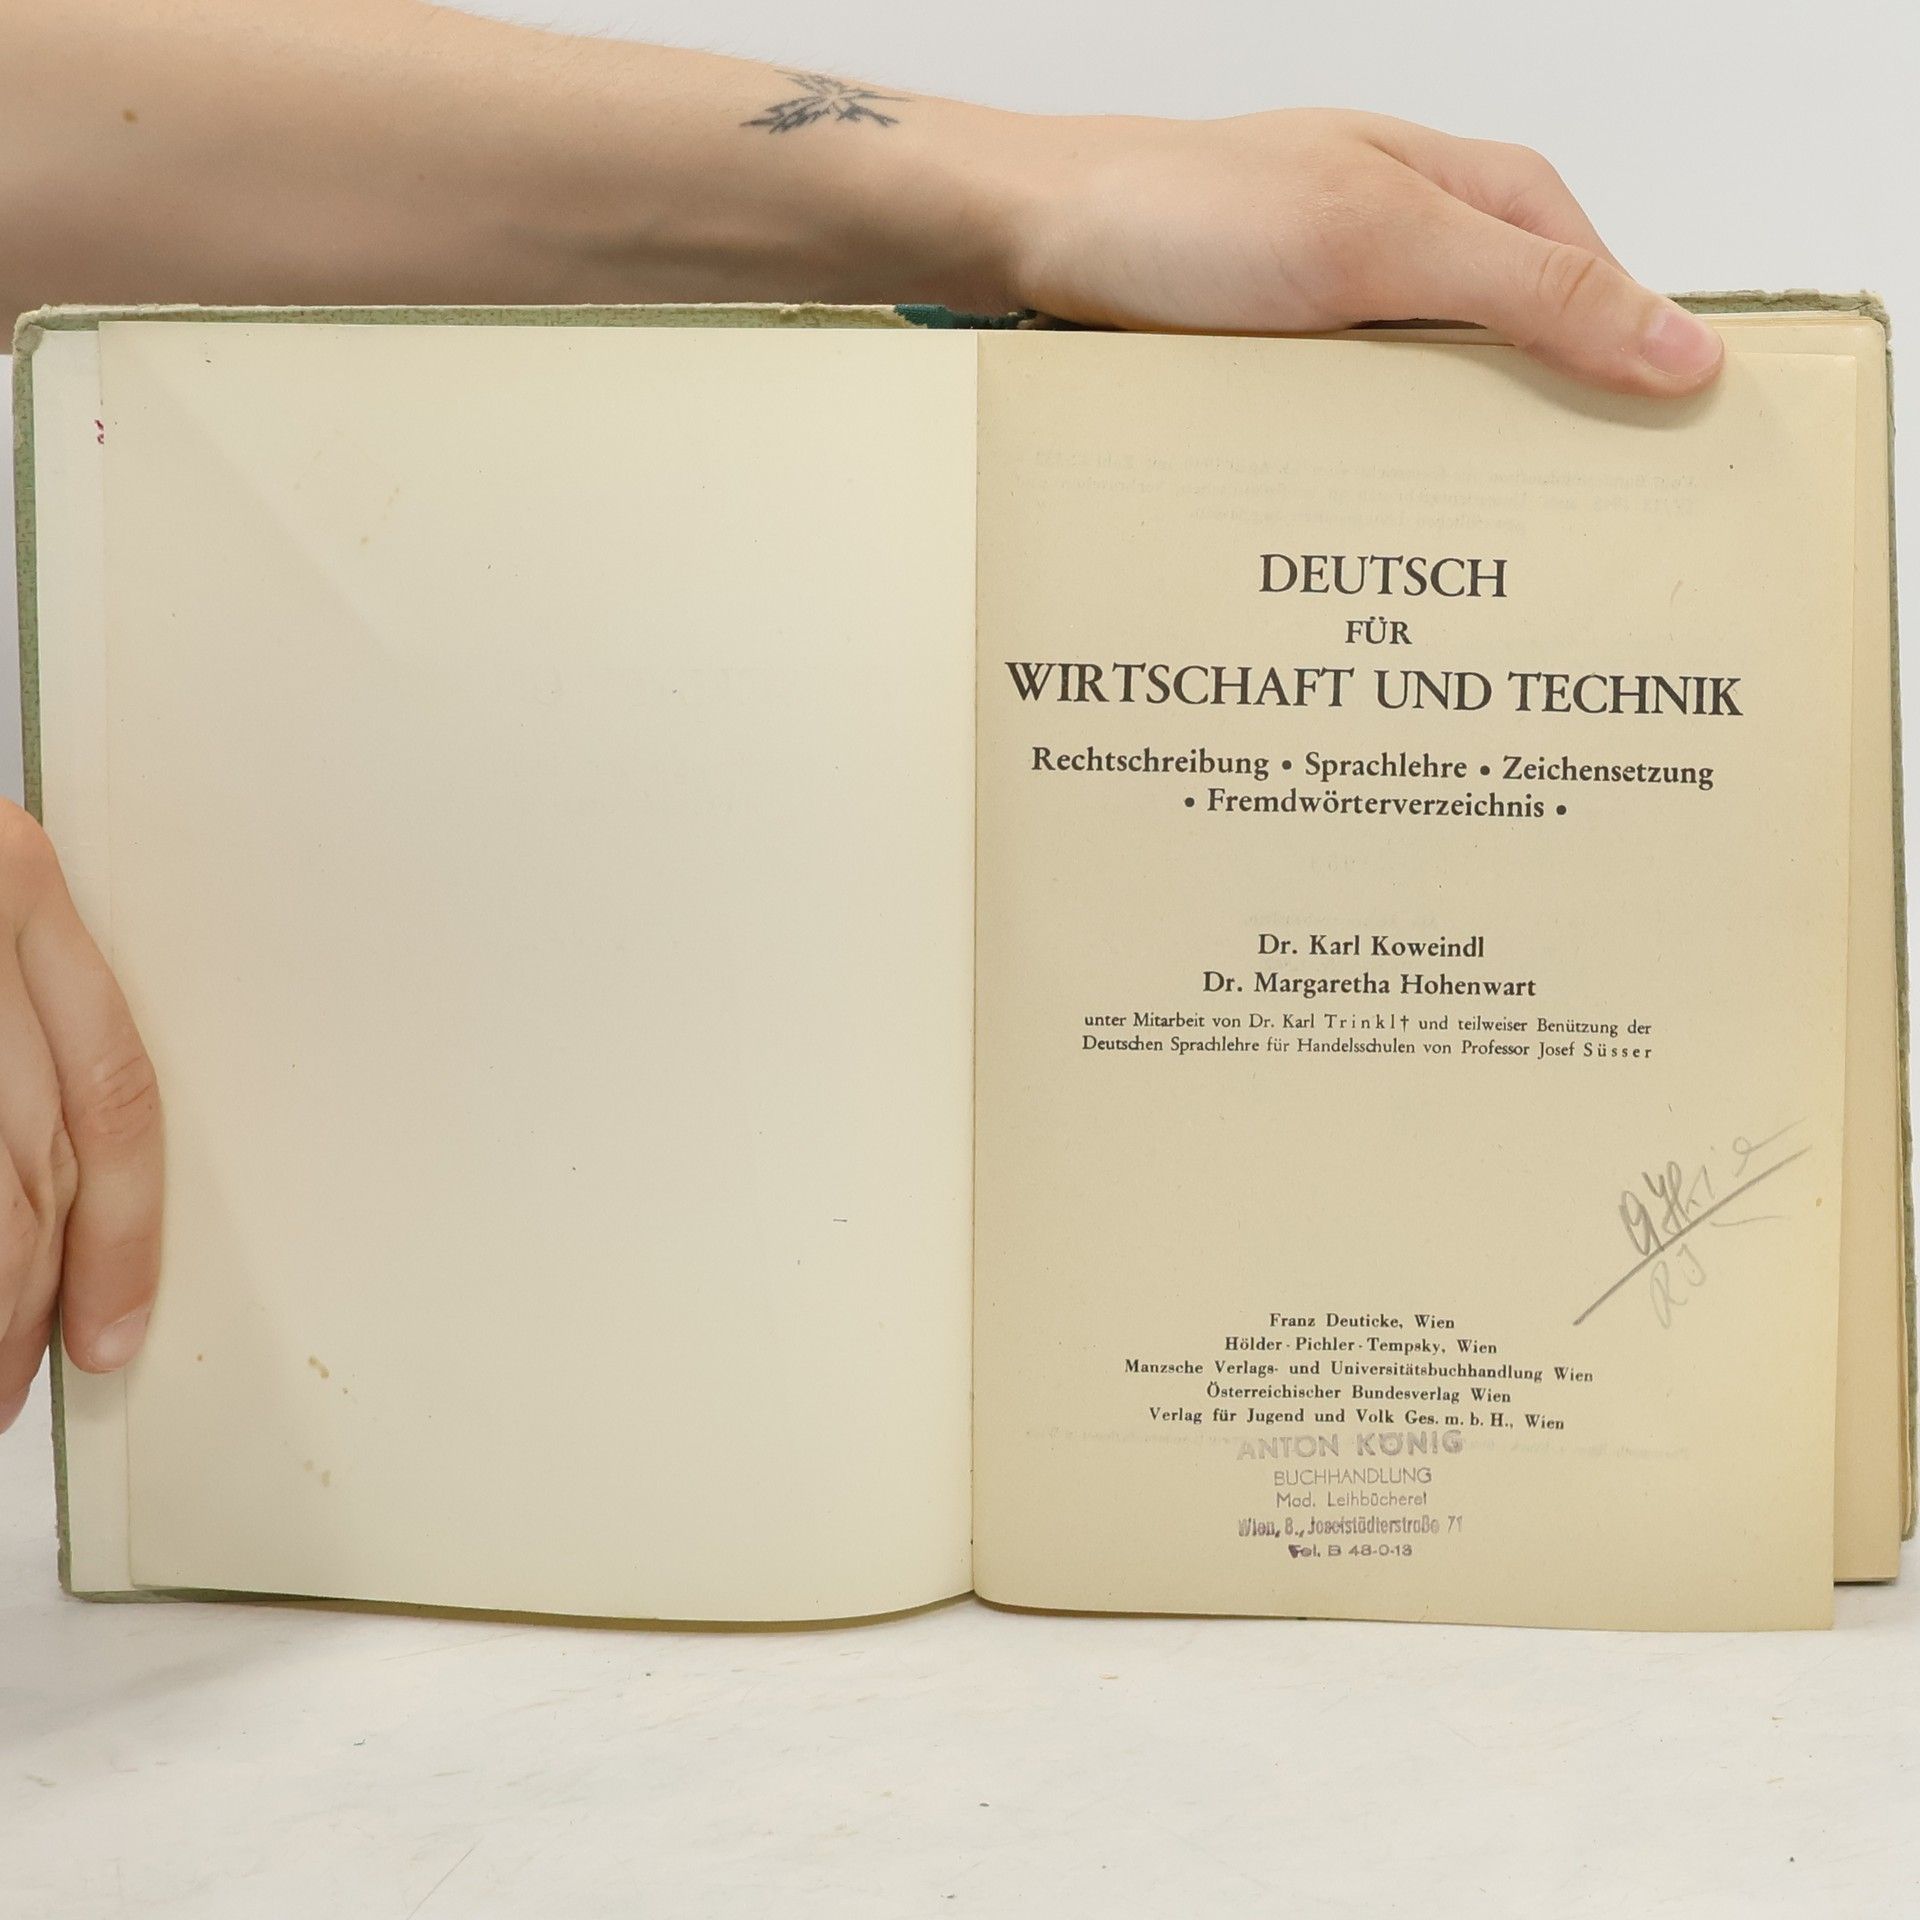 DEUTSCH
FÜR
WIRTSCHAFT UND TECHNIK
Rechtschreibung • Sprachlehre • Zeichensetzung
• Fremdwörterverzeichnis •
Dr. Karl Koweindl
Dr. Margaretha Hohenwart
unter Mitarbeit von Dr. Karl Trinkl† und teilweiser Benützung der
Deutschen Sprachlehre für Handelsschulen von Professor Josef Süsser
Franz Deuticke, Wien
Hölder-Pichler-Tempsky, Wien
Manzsche Verlags- und Universitätsbuchhandlung Wien
Österreichischer Bundesverlag Wien
Verlag für Jugend und Volk Ges. m. b. H., Wien
ANTON KÖNIG
BUCHHANDLUNG
Mod. Leihbücherei
Wien, 8., Josefstädterstraße 71
Tel. B 48-0-13